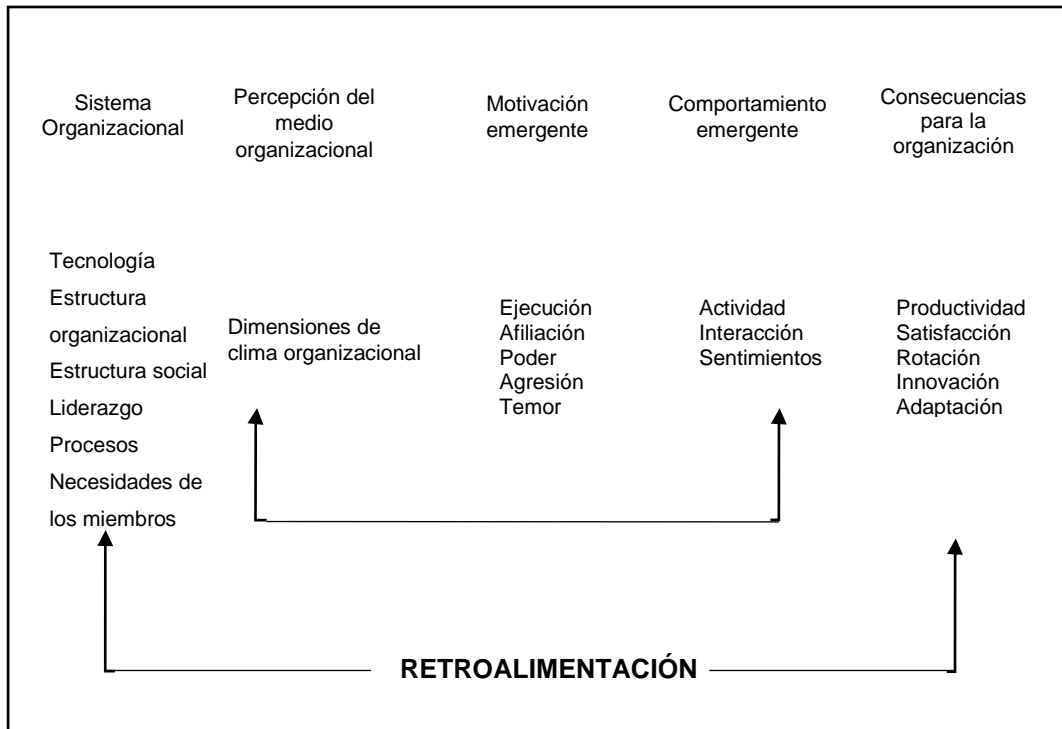 Sistema
Organizacional
Percepción del
medio
organizacional
Motivación
emergente
Comportamiento
emergente
Consecuencias
para la
organización
Tecnología
Estructura
organizacional
Estructura social
Liderazgo
Procesos
Necesidades de
los miembros
Dimensiones de
clima organizacional
Ejecución
Afiliación
Poder
Agresión
Temor
Actividad
Interacción
Sentimientos
Productividad
Satisfacción
Rotación
Innovación
Adaptación
RETROALIMENTACIÓN